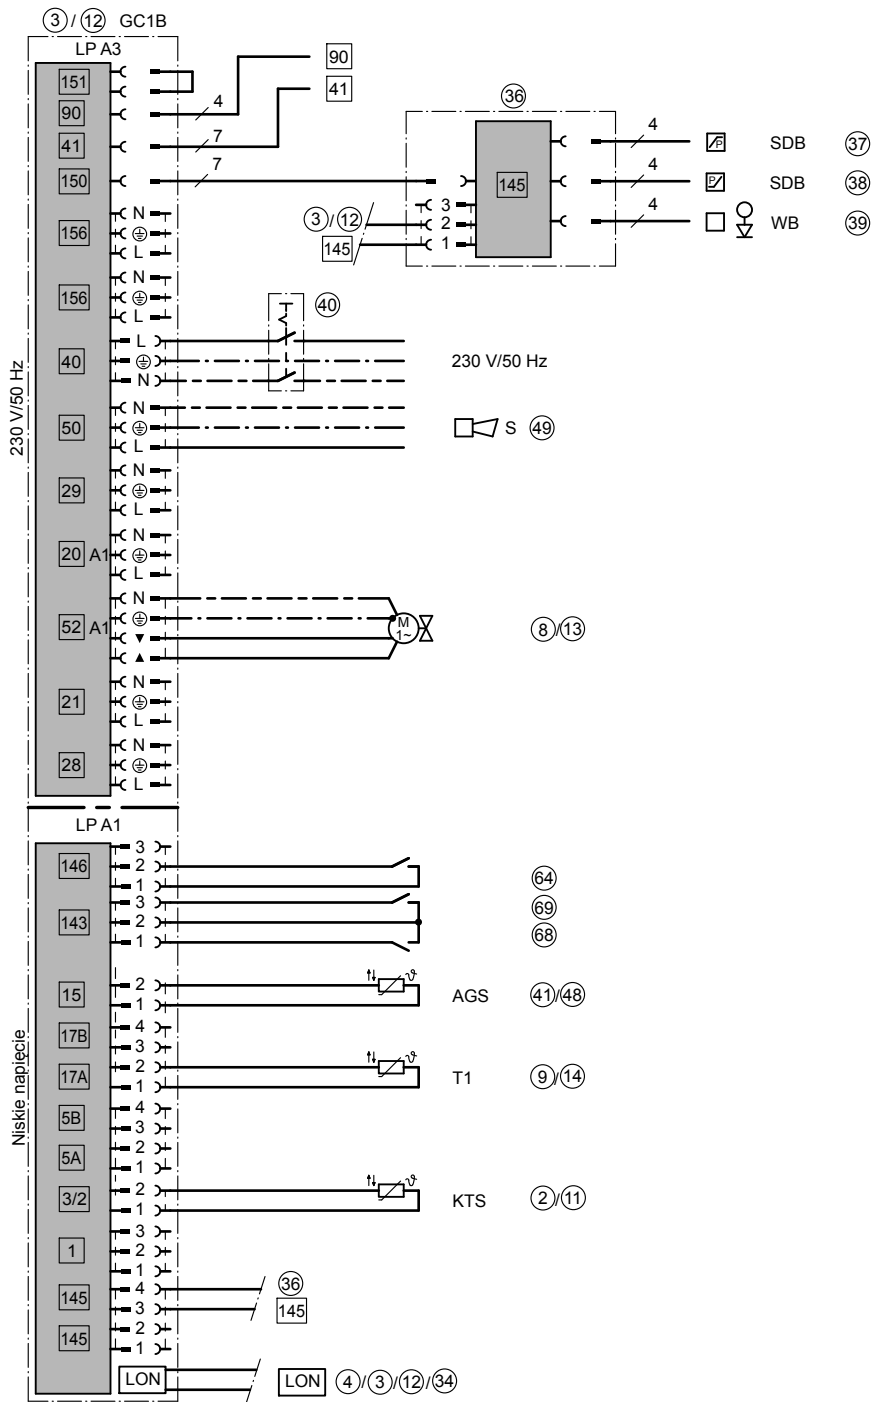 3 / 12 GC1B
LP A3
151
90 4 90
41 7 41
150 7
36
145
4 SDB 37
4 SDB 38
4 WB 39
3
3/12 2
145 1
156 N
L
156 N
L
230 V/50 Hz
40 L
N
40
230 V/50 Hz
50 N
L
S 49
29 N
L
20 A1 N
L
52 A1 N
M
1~
8/13
21 N
L
28 N
L
LP A1
Niskie napięcie
146 3
2
1
64
143 3
2
1
69
68
15 2
1
ϑ
AGS 41/48
17B 4
3
17A 2
1
ϑ
T1 9/14
5B 4
3
5A 2
1
3/2 2
1
ϑ
KTS 2/11
1 3
2
1
145 4
3
36
145
145 2
1
LON LON 4/3/12/34